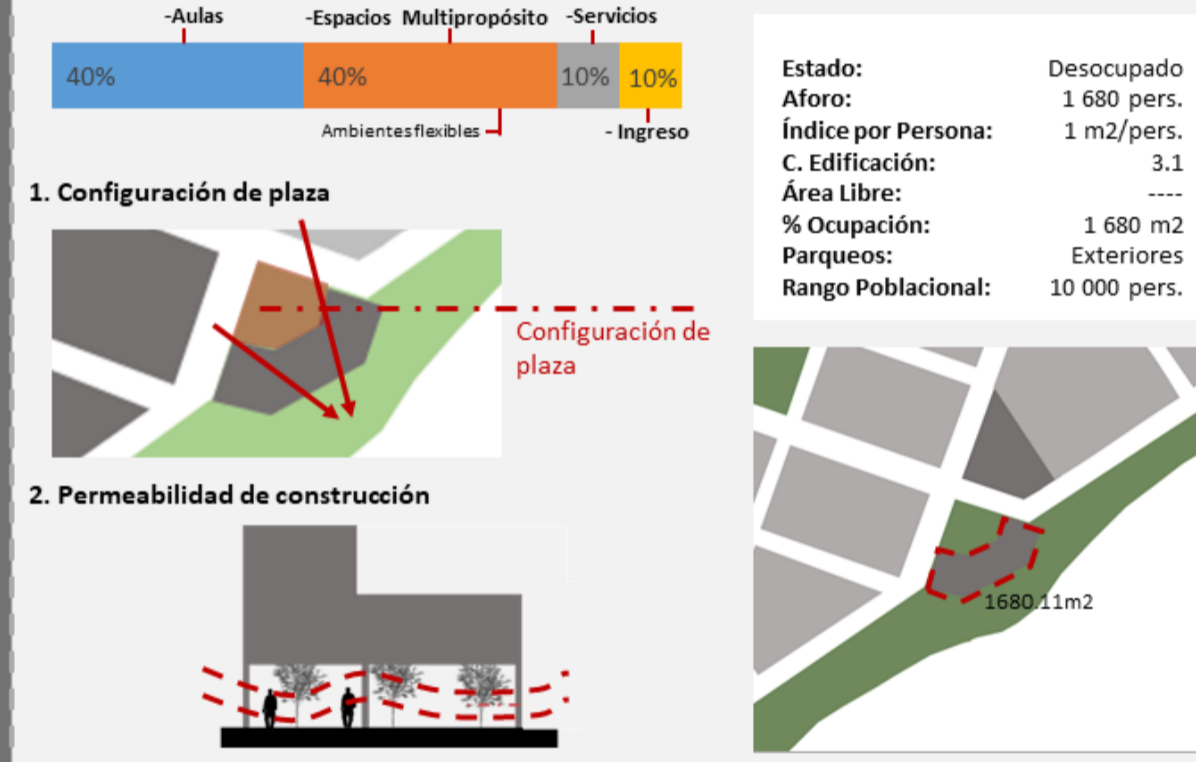 -Aulas
-Espacios Multipropósito
-Servicios
40%
40%
10%
10%
Ambientes flexibles
- Ingreso
1. Configuración de plaza
Configuración de
plaza
2. Permeabilidad de construcción
Estado: Desocupado
Aforo: 1 680 pers.
Índice por Persona: 1 m2/pers.
C. Edificación: 3.1
Área Libre: ----
% Ocupación: 1 680 m2
Parqueos: Exteriores
Rango Poblacional: 10 000 pers.
1680.11m2